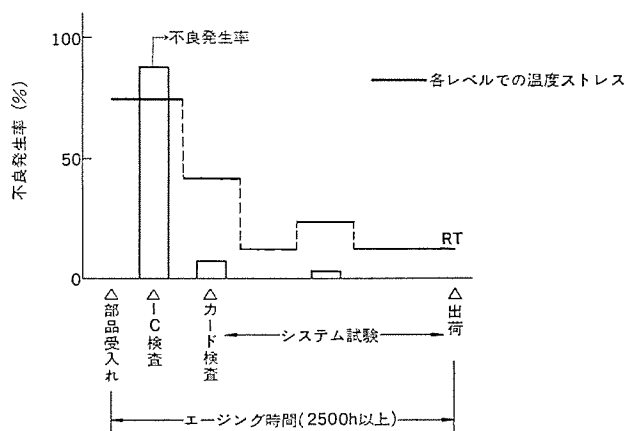 100
不良発生率
各レベルでの温度ストレス
不良発生率 (%)
50
RT
0
△部品受入れ
△IC検査
△カード検査
△出荷
システム試験
エージング時間(2500h以上)